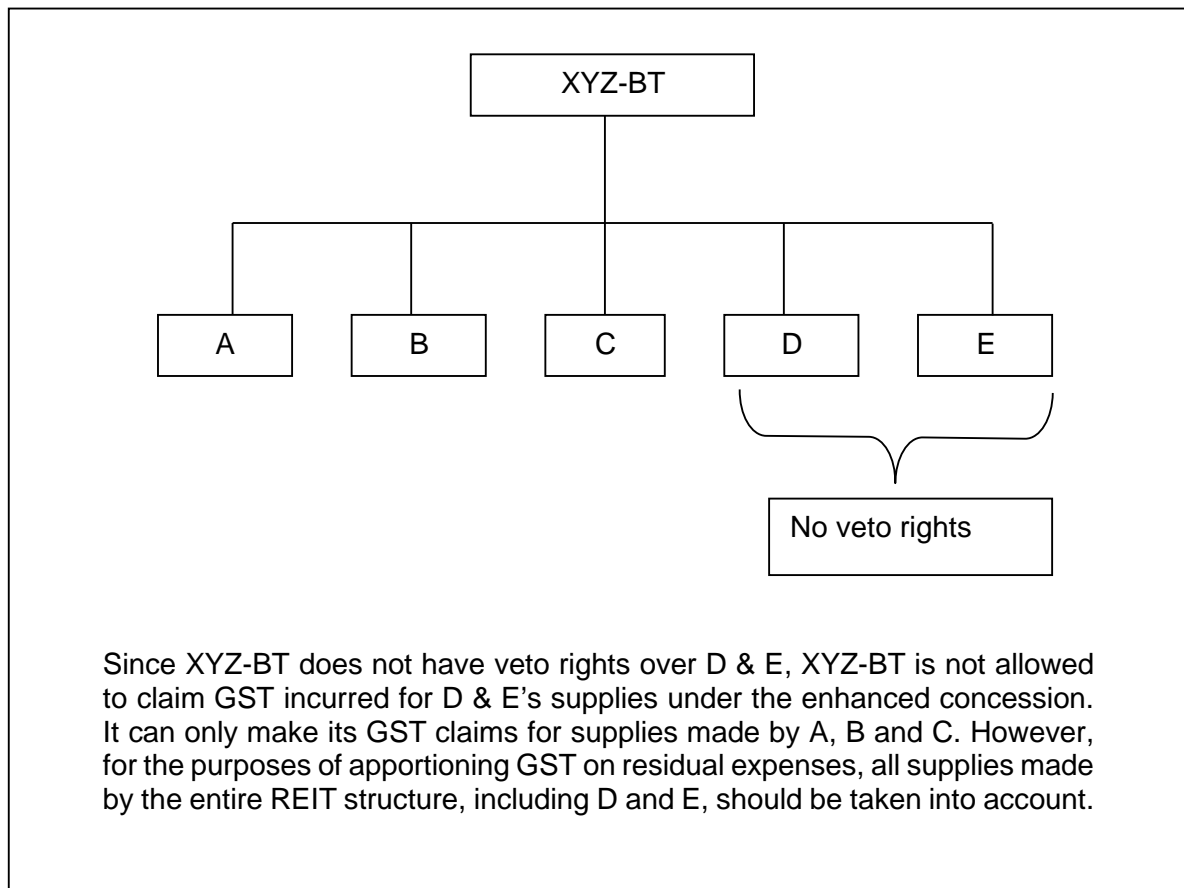 XYZ-BT
A B C D E
No veto rights
Since XYZ-BT does not have veto rights over D & E, XYZ-BT is not allowed
to claim GST incurred for D & E's supplies under the enhanced concession.
It can only make its GST claims for supplies made by A, B and C. However,
for the purposes of apportioning GST on residual expenses, all supplies made
by the entire REIT structure, including D and E, should be taken into account.